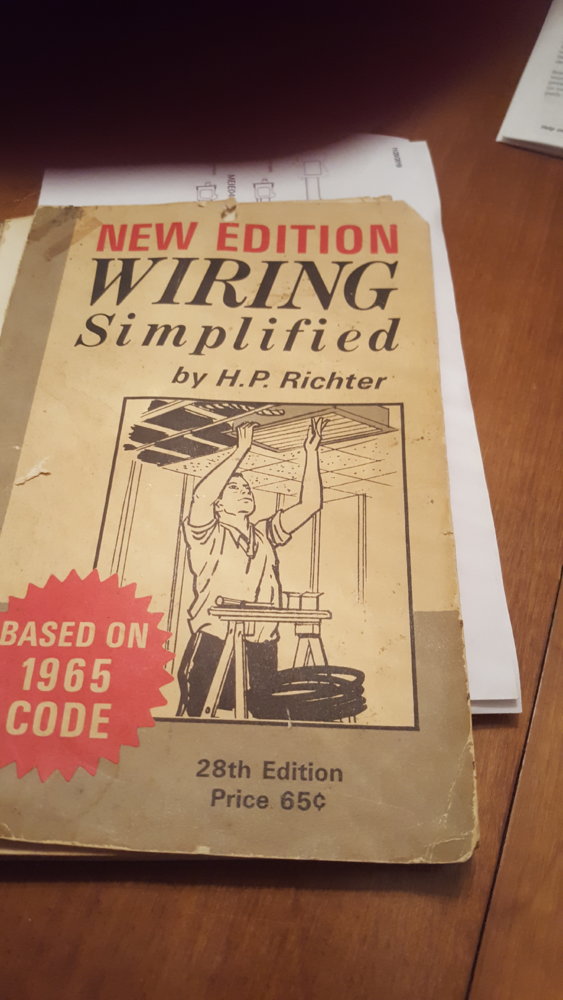 NEW EDITION
WIRING
Simplified
by H.P. Richter
BASED ON
1965
CODE
28th Edition
Price 65¢